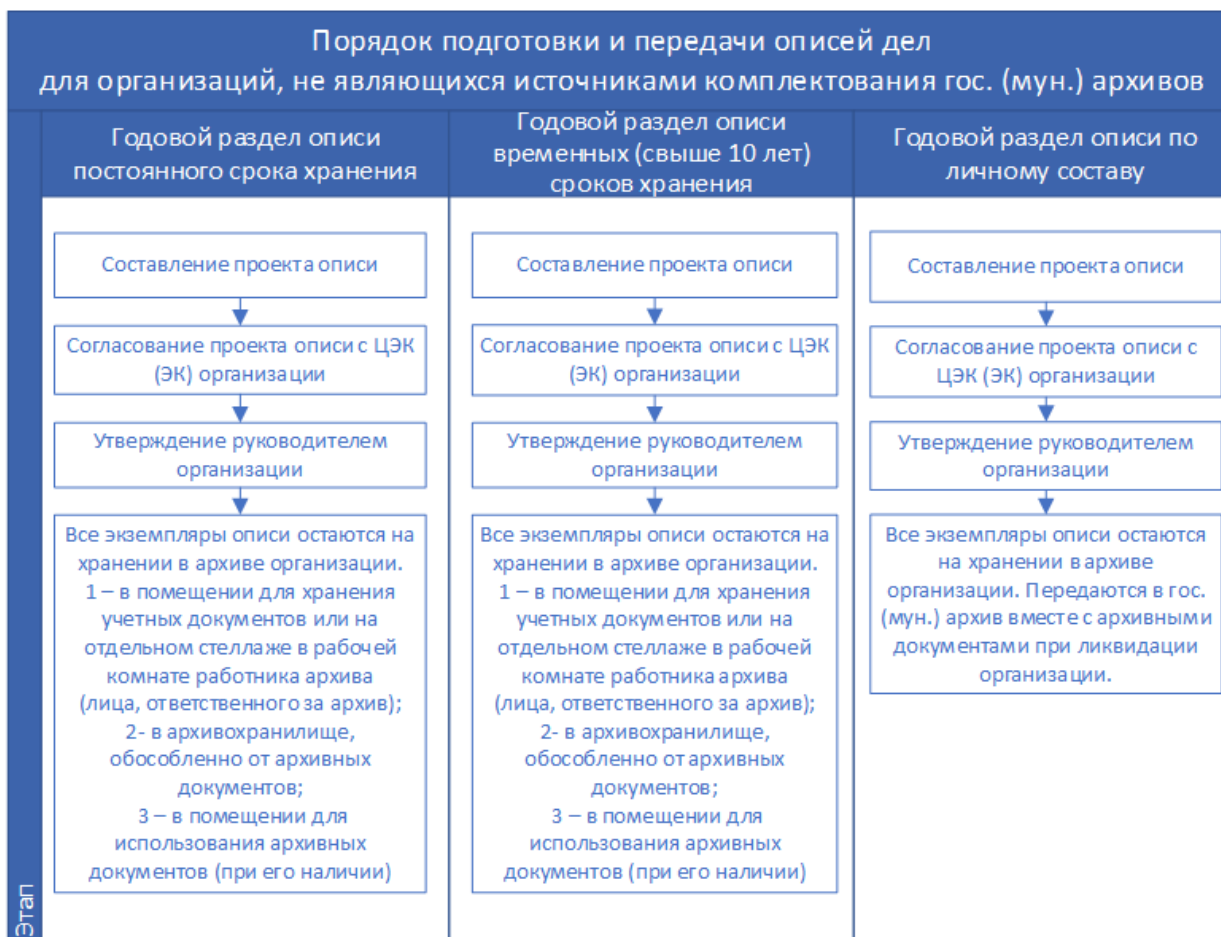 Порядок подготовки и передачи описей дел
для организаций, не являющихся источниками комплектования гос. (мун.) архивов
Годовой раздел описи
постоянного срока хранения
Годовой раздел описи
временных (свыше 10 лет)
сроков хранения
Годовой раздел описи по
личному составу
Составление проекта описи
Согласование проекта описи с ЦЭК
(ЭК) организации
Утверждение руководителем
организации
Все экземпляры описи остаются на
хранении в архиве организации.
1 – в помещении для хранения
учетных документов или на
отдельном стеллаже в рабочей
комнате работника архива
(лица, ответственного за архив);
2- в архивохранилище,
обособленно от архивных
документов;
3 – в помещении для
использования архивных
документов (при его наличии)
Составление проекта описи
Согласование проекта описи с ЦЭК
(ЭК) организации
Утверждение руководителем
организации
Все экземпляры описи остаются на
хранении в архиве организации.
1 – в помещении для хранения
учетных документов или на
отдельном стеллаже в рабочей
комнате работника архива
(лица, ответственного за архив);
2- в архивохранилище,
обособленно от архивных
документов;
3 – в помещении для
использования архивных
документов (при его наличии)
Составление проекта описи
Согласование проекта описи с
ЦЭК (ЭК) организации
Утверждение руководителем
организации
Все экземпляры описи остаются
на хранении в архиве
организации. Передаются в гос.
(мун.) архив вместе с архивными
документами при ликвидации
организации.
Этап